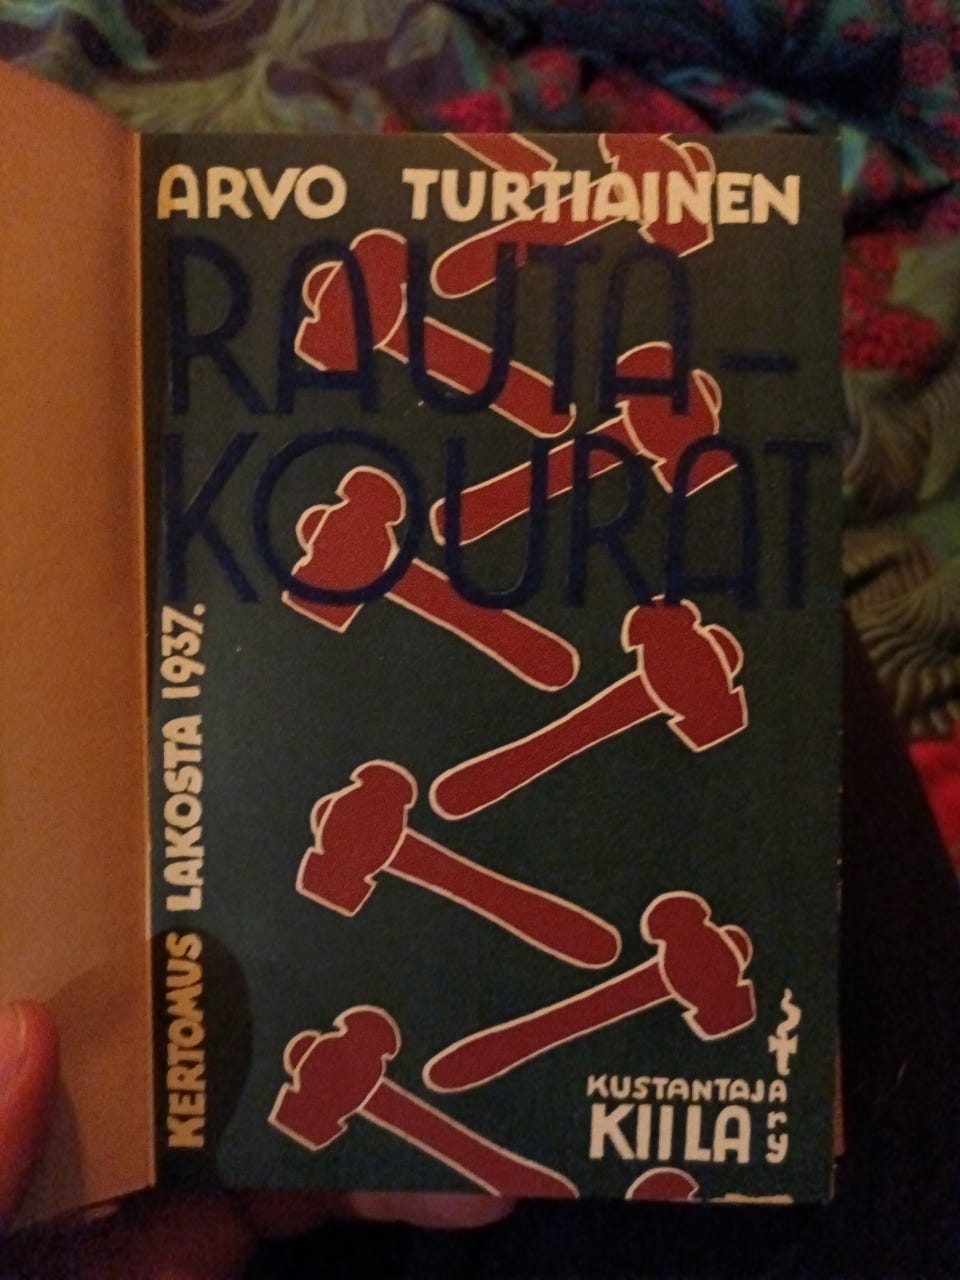 ARVO TURTIAINEN
RAUTA-
KOURAT
KERTOMUS LAKOSTA 1937.
KUSTANTAJA
KIILA ry